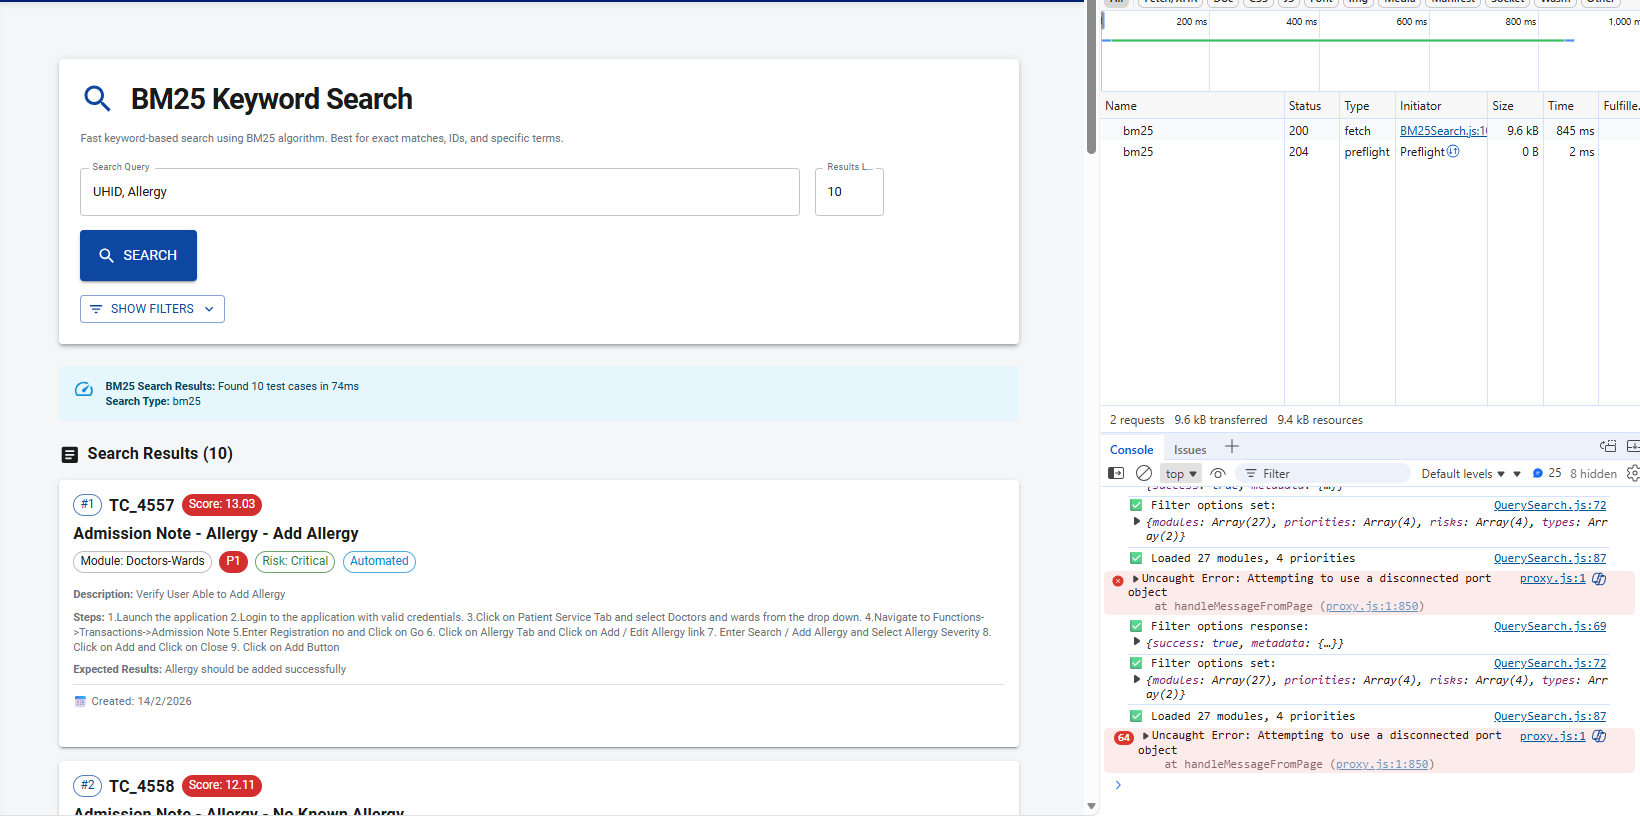 BM25 Keyword Search
Fast keyword-based search using BM25 algorithm. Best for exact matches, IDs, and specific terms.
Search Query
UHID, Allergy
Results L...
10
SEARCH
SHOW FILTERS
BM25 Search Results: Found 10 test cases in 74ms
Search Type: bm25
Search Results (10)
#1 TC_4557 Score: 13.03
Admission Note - Allergy - Add Allergy
Module: Doctors-Wards P1 Risk: Critical Automated
Description: Verify User Able to Add Allergy
Steps: 1.Launch the application 2.Login to the application with valid credentials. 3.Click on Patient Service Tab and select Doctors and wards from the drop down. 4.Navigate to Functions-
>Transactions->Admission Note 5.Enter Registration no and Click on Go 6. Click on Allergy Tab and Click on Add / Edit Allergy link 7. Enter Search / Add Allergy and Select Allergy Severity 8.
Click on Add and Click on Close 9. Click on Add Button
Expected Results: Allergy should be added successfully
Created: 14/2/2026
#2 TC_4558 Score: 12.11
Admission Note - Allergy - No Known Allergy
200 ms 400 ms 600 ms 800 ms 1,000 m
Name Status Type Initiator Size Time Fulfille.
bm25 200 fetch BM25Search.js:1 9.6 kB 845 ms
bm25 204 preflight Preflight 0 B 2 ms
2 requests 9.6 kB transferred 9.4 kB resources
Console Issues
top Filter Default levels 25 8 hidden
{success: true, metadata: {…}}
Filter options set: QuerySearch.js:72
{modules: Array(27), priorities: Array(4), risks: Array(4), types: Arr
ay(2)}
Loaded 27 modules, 4 priorities QuerySearch.js:87
Uncaught Error: Attempting to use a disconnected port proxy.js:1
object
at handleMessageFromPage (proxy.js:1:850)
Filter options response: QuerySearch.js:69
{success: true, metadata: {…}}
Filter options set: QuerySearch.js:72
{modules: Array(27), priorities: Array(4), risks: Array(4), types: Arr
ay(2)}
Loaded 27 modules, 4 priorities QuerySearch.js:87
64 Uncaught Error: Attempting to use a disconnected port proxy.js:1
object
at handleMessageFromPage (proxy.js:1:850)